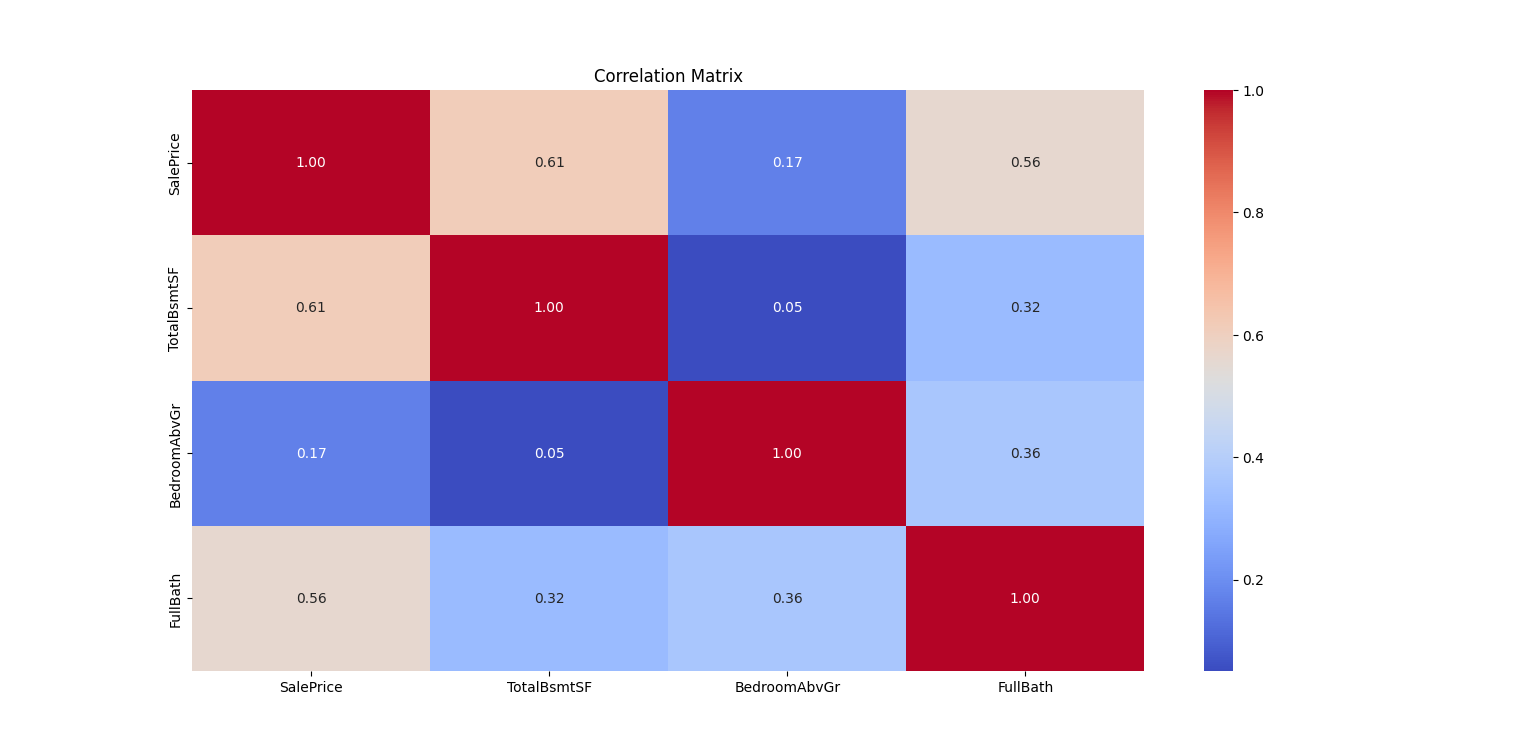 Correlation Matrix
SalePrice 1.00 0.61 0.17 0.56
TotalBsmtSF 0.61 1.00 0.05 0.32
BedroomAbvGr 0.17 0.05 1.00 0.36
FullBath 0.56 0.32 0.36 1.00
SalePrice TotalBsmtSF BedroomAbvGr FullBath
1.0
0.8
0.6
0.4
0.2